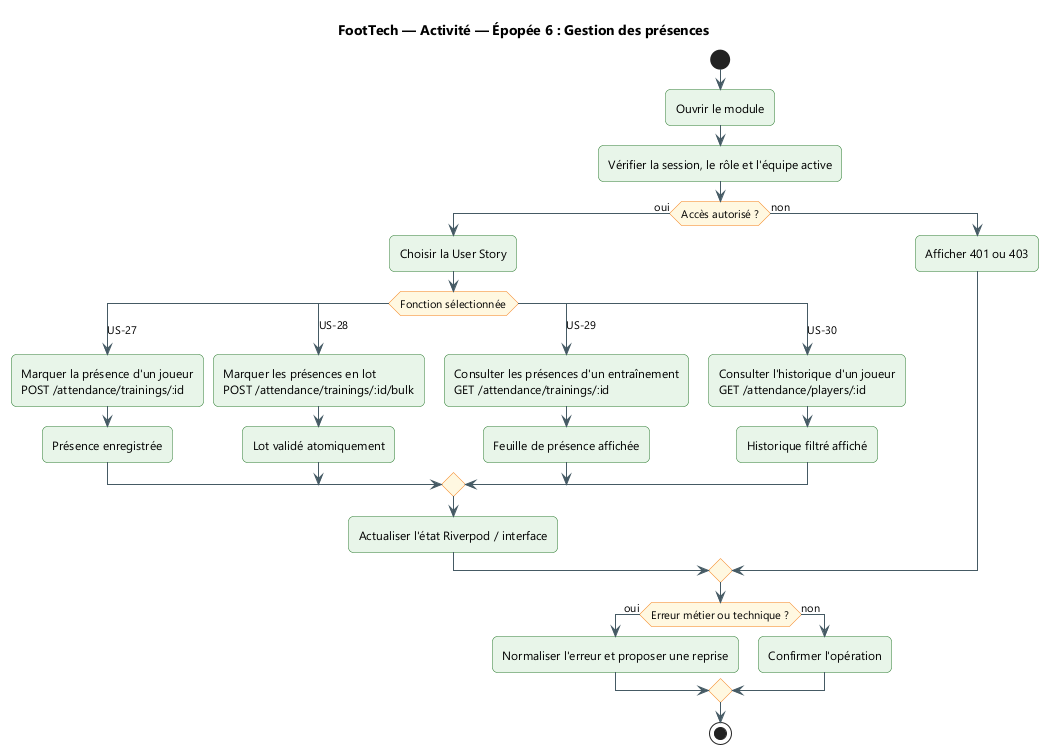 FootTech — Activité — Épopée 6 : Gestion des présences
Ouvrir le module
Vérifier la session, le rôle et l'équipe active
oui
Accès autorisé ?
non
Choisir la User Story
Afficher 401 ou 403
Fonction sélectionnée
US-27
US-28
US-29
US-30
Marquer la présence d'un joueur
POST /attendance/trainings/:id
Marquer les présences en lot
POST /attendance/trainings/:id/bulk
Consulter les présences d'un entraînement
GET /attendance/trainings/:id
Consulter l'historique d'un joueur
GET /attendance/players/:id
Présence enregistrée
Lot validé atomiquement
Feuille de présence affichée
Historique filtré affiché
Actualiser l'état Riverpod / interface
oui
Erreur métier ou technique ?
non
Normaliser l'erreur et proposer une reprise
Confirmer l'opération